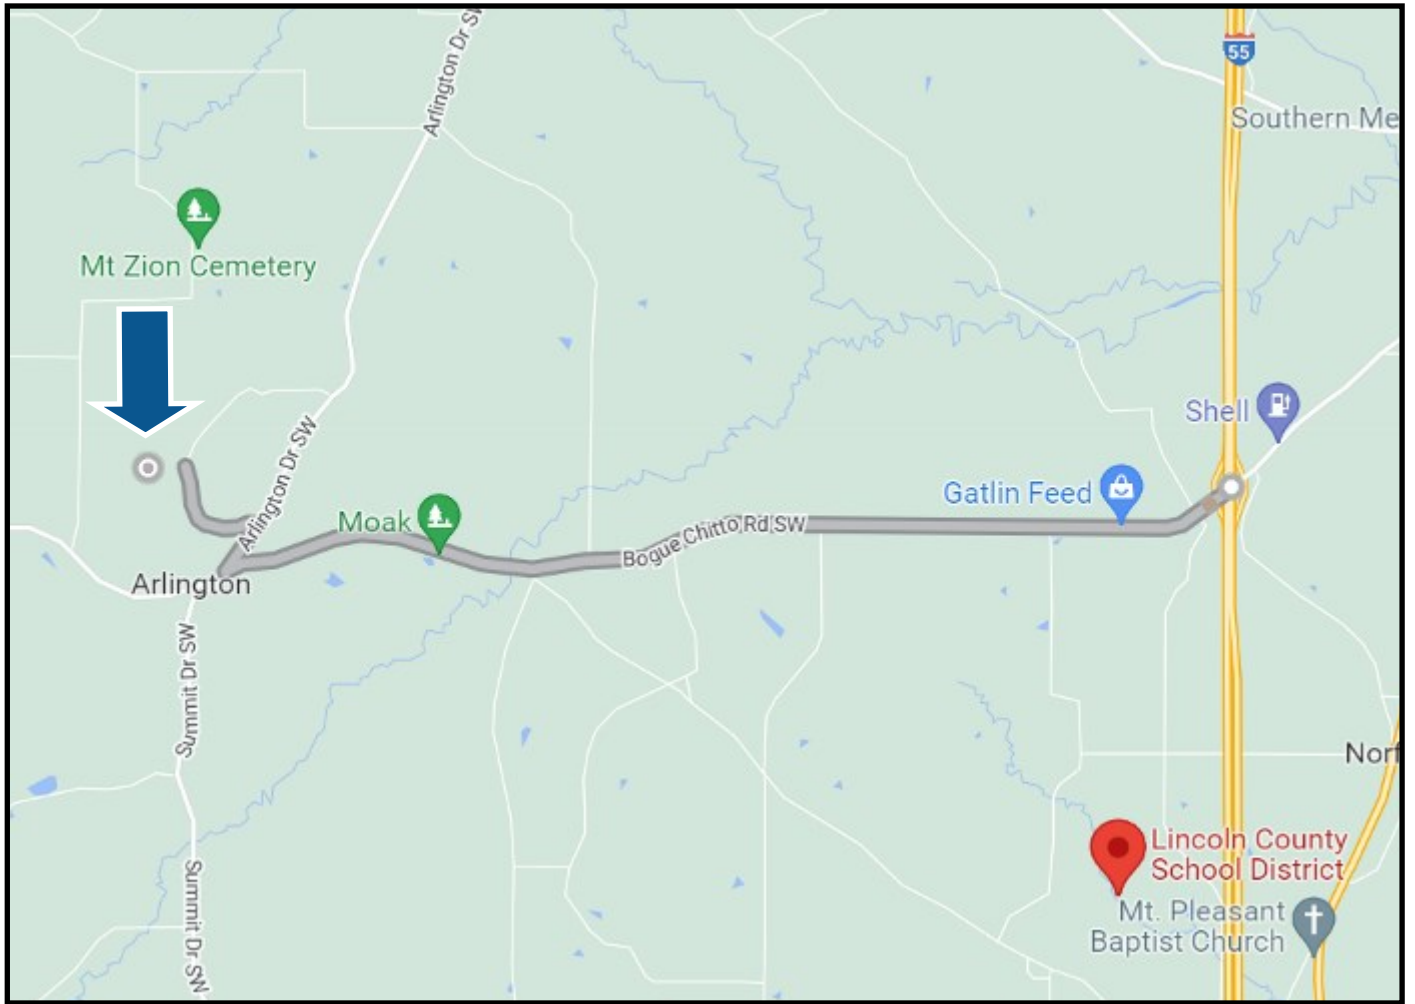 Arlington Dr SW
55
Southern Me
Mt Zion Cemetery
Shell
Arlington Dr SW
Gatlin Feed
Moak
Bogue Chitto Rd SW
Arlington
Summit Dr SW
Norf
Lincoln County
School District
Summit Dr SW
Mt. Pleasant
Baptist Church